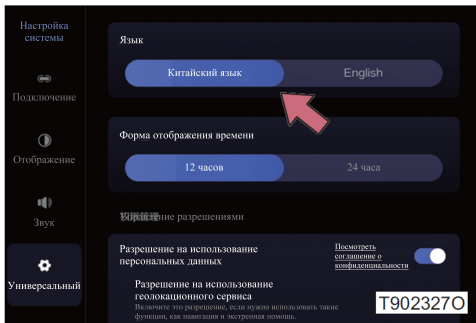 Настройка
системы
Язык
Китайский язык
English
Подключение
Форма отображения времени
12 часов
24 часа
Отображение
Звук
ние разрешениями
Разрешение на использование
персональных данных
Посмотреть
соглашение о
конфиденциальности
Универсальный
Разрешение на использование
геолокационного сервиса
Включите это разрешение, если нужно использовать такие
функции, как навигация и экстренная помощь.
T902327O